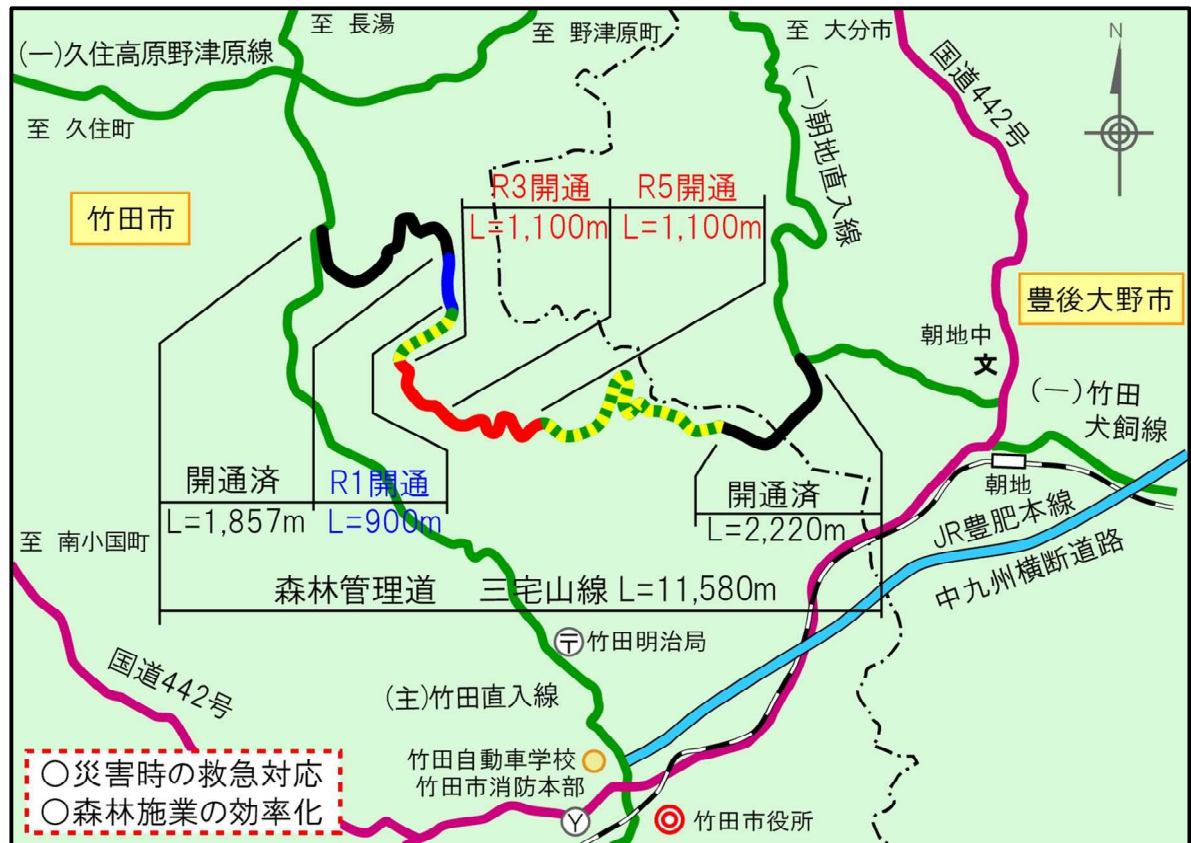 至 長湯
至 野津原町
至 大分市
(一)久住高原野津原線
至 久住町
(一)朝地直入線
国道442号
N
竹田市
R3開通
L=1,100m
R5開通
L=1,100m
豊後大野市
朝地中
文
(一)竹田
犬飼線
朝地
開通済
L=1,857m
R1開通
L=900m
開通済
L=2,220m
JR豊肥本線
中九州横断道路
至 南小国町
森林管理道 三宅山線 L=11,580m
〒竹田明治局
国道442号
(主)竹田直入線
竹田自動車学校
竹田市消防本部
Y
竹田市役所
○災害時の救急対応
○森林施業の効率化